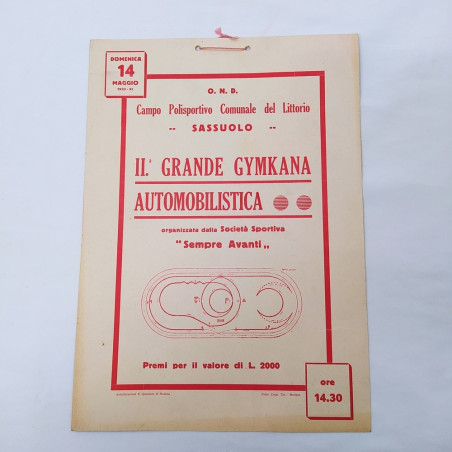 DOMENICA
14
MAGGIO
O. N. D.
Campo Polisportivo Comunale del Littorio
-- SASSUOLO --
II.ª GRANDE GYMKANA
AUTOMOBILISTICA
organizzata dalla Società Sportiva
"Sempre Avanti„
Premi per il valore di L. 2000
ore
14.30